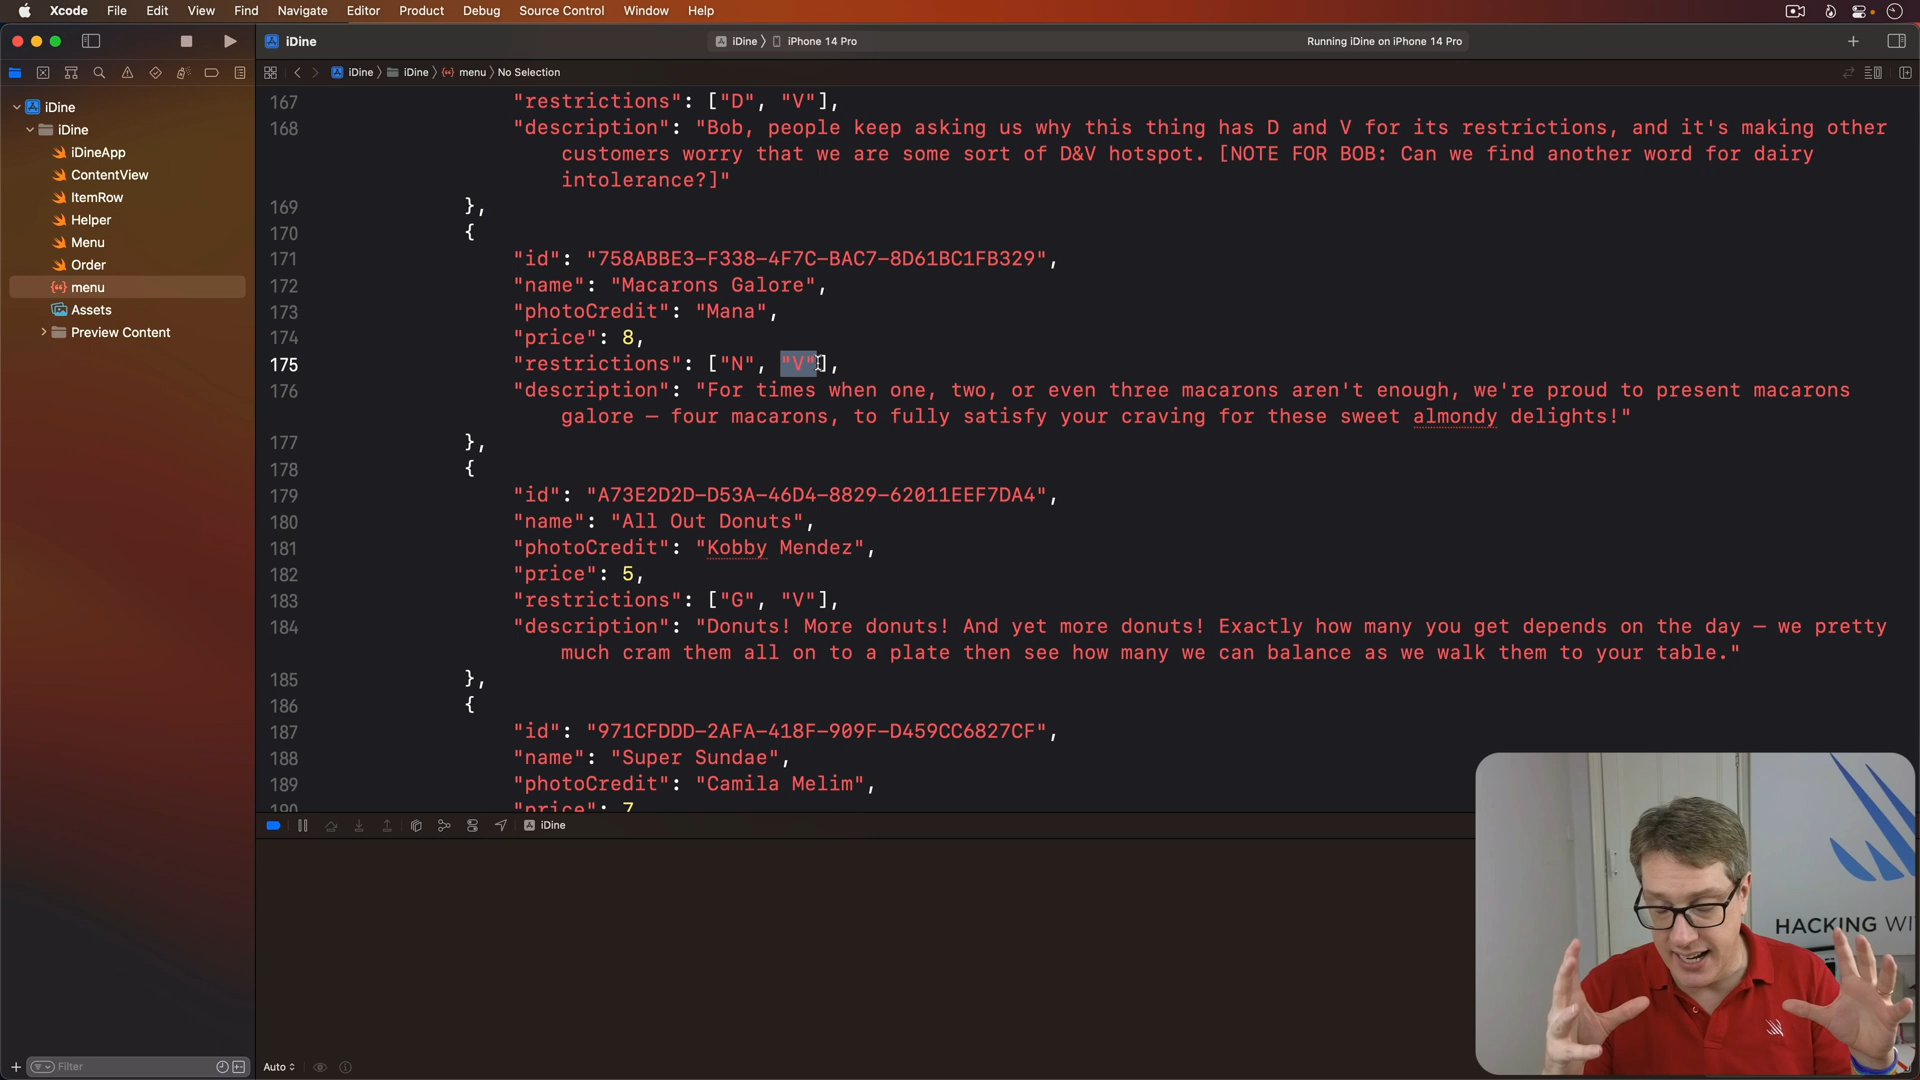 Xcode File Edit View Find Navigate Editor Product Debug Source Control Window Help
iDine
iDine 〉 iPhone 14 Pro
Running iDine on iPhone 14 Pro
iDine 〉 iDine 〉 menu 〉 No Selection
iDine
iDine
iDineApp
ContentView
ItemRow
Helper
Menu
Order
menu
Assets
Preview Content
Filter
167 "restrictions": ["D", "V"],
168 "description": "Bob, people keep asking us why this thing has D and V for its restrictions, and it's making other
customers worry that we are some sort of D&V hotspot. [NOTE FOR BOB: Can we find another word for dairy
intolerance?]"
169 },
170 {
171 "id": "758ABBE3-F338-4F7C-BAC7-8D61BC1FB329",
172 "name": "Macarons Galore",
173 "photoCredit": "Mana",
174 "price": 8,
175 "restrictions": ["N", "V"],
176 "description": "For times when one, two, or even three macarons aren't enough, we're proud to present macarons
galore – four macarons, to fully satisfy your craving for these sweet almondy delights!"
177 },
178 {
179 "id": "A73E2D2D-D53A-46D4-8829-62011EEF7DA4",
180 "name": "All Out Donuts",
181 "photoCredit": "Kobby Mendez",
182 "price": 5,
183 "restrictions": ["G", "V"],
184 "description": "Donuts! More donuts! And yet more donuts! Exactly how many you get depends on the day – we pretty
much cram them all on to a plate then see how many we can balance as we walk them to your table."
185 },
186 {
187 "id": "971CFDDD-2AFA-418F-909F-D459CC6827CF",
188 "name": "Super Sundae",
189 "photoCredit": "Camila Melim",
190 "price": 7
iDine
Auto
HACKING WI